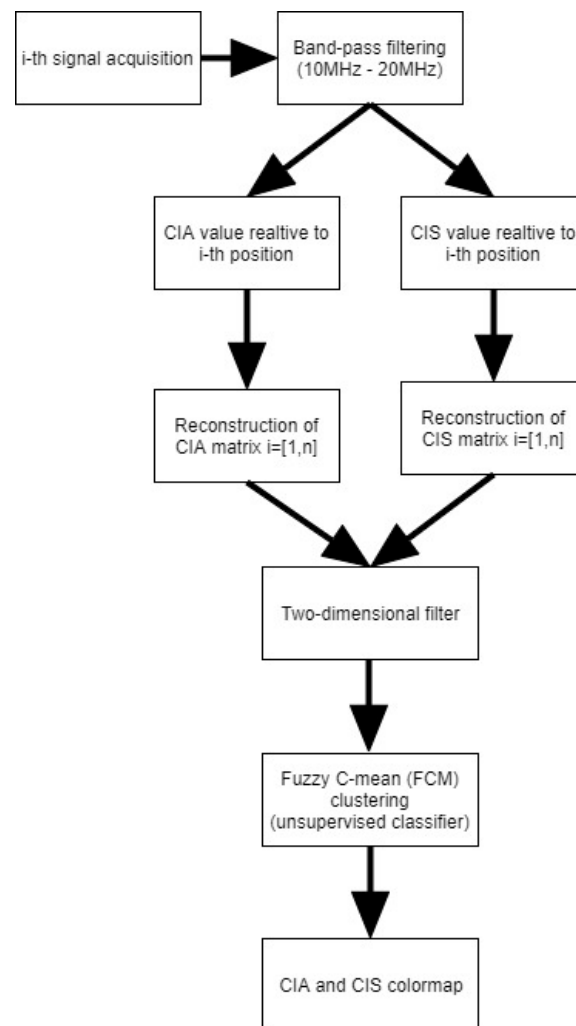 i-th signal acquisition
Band-pass filtering
(10MHz - 20MHz)
CIA value realtive to
i-th position
CIS value realtive to
i-th position
Reconstruction of
CIA matrix i=[1,n]
Reconstruction of
CIS matrix i=[1,n]
Two-dimensional filter
Fuzzy C-mean (FCM)
clustering
(unsupervised classifier)
CIA and CIS colormap